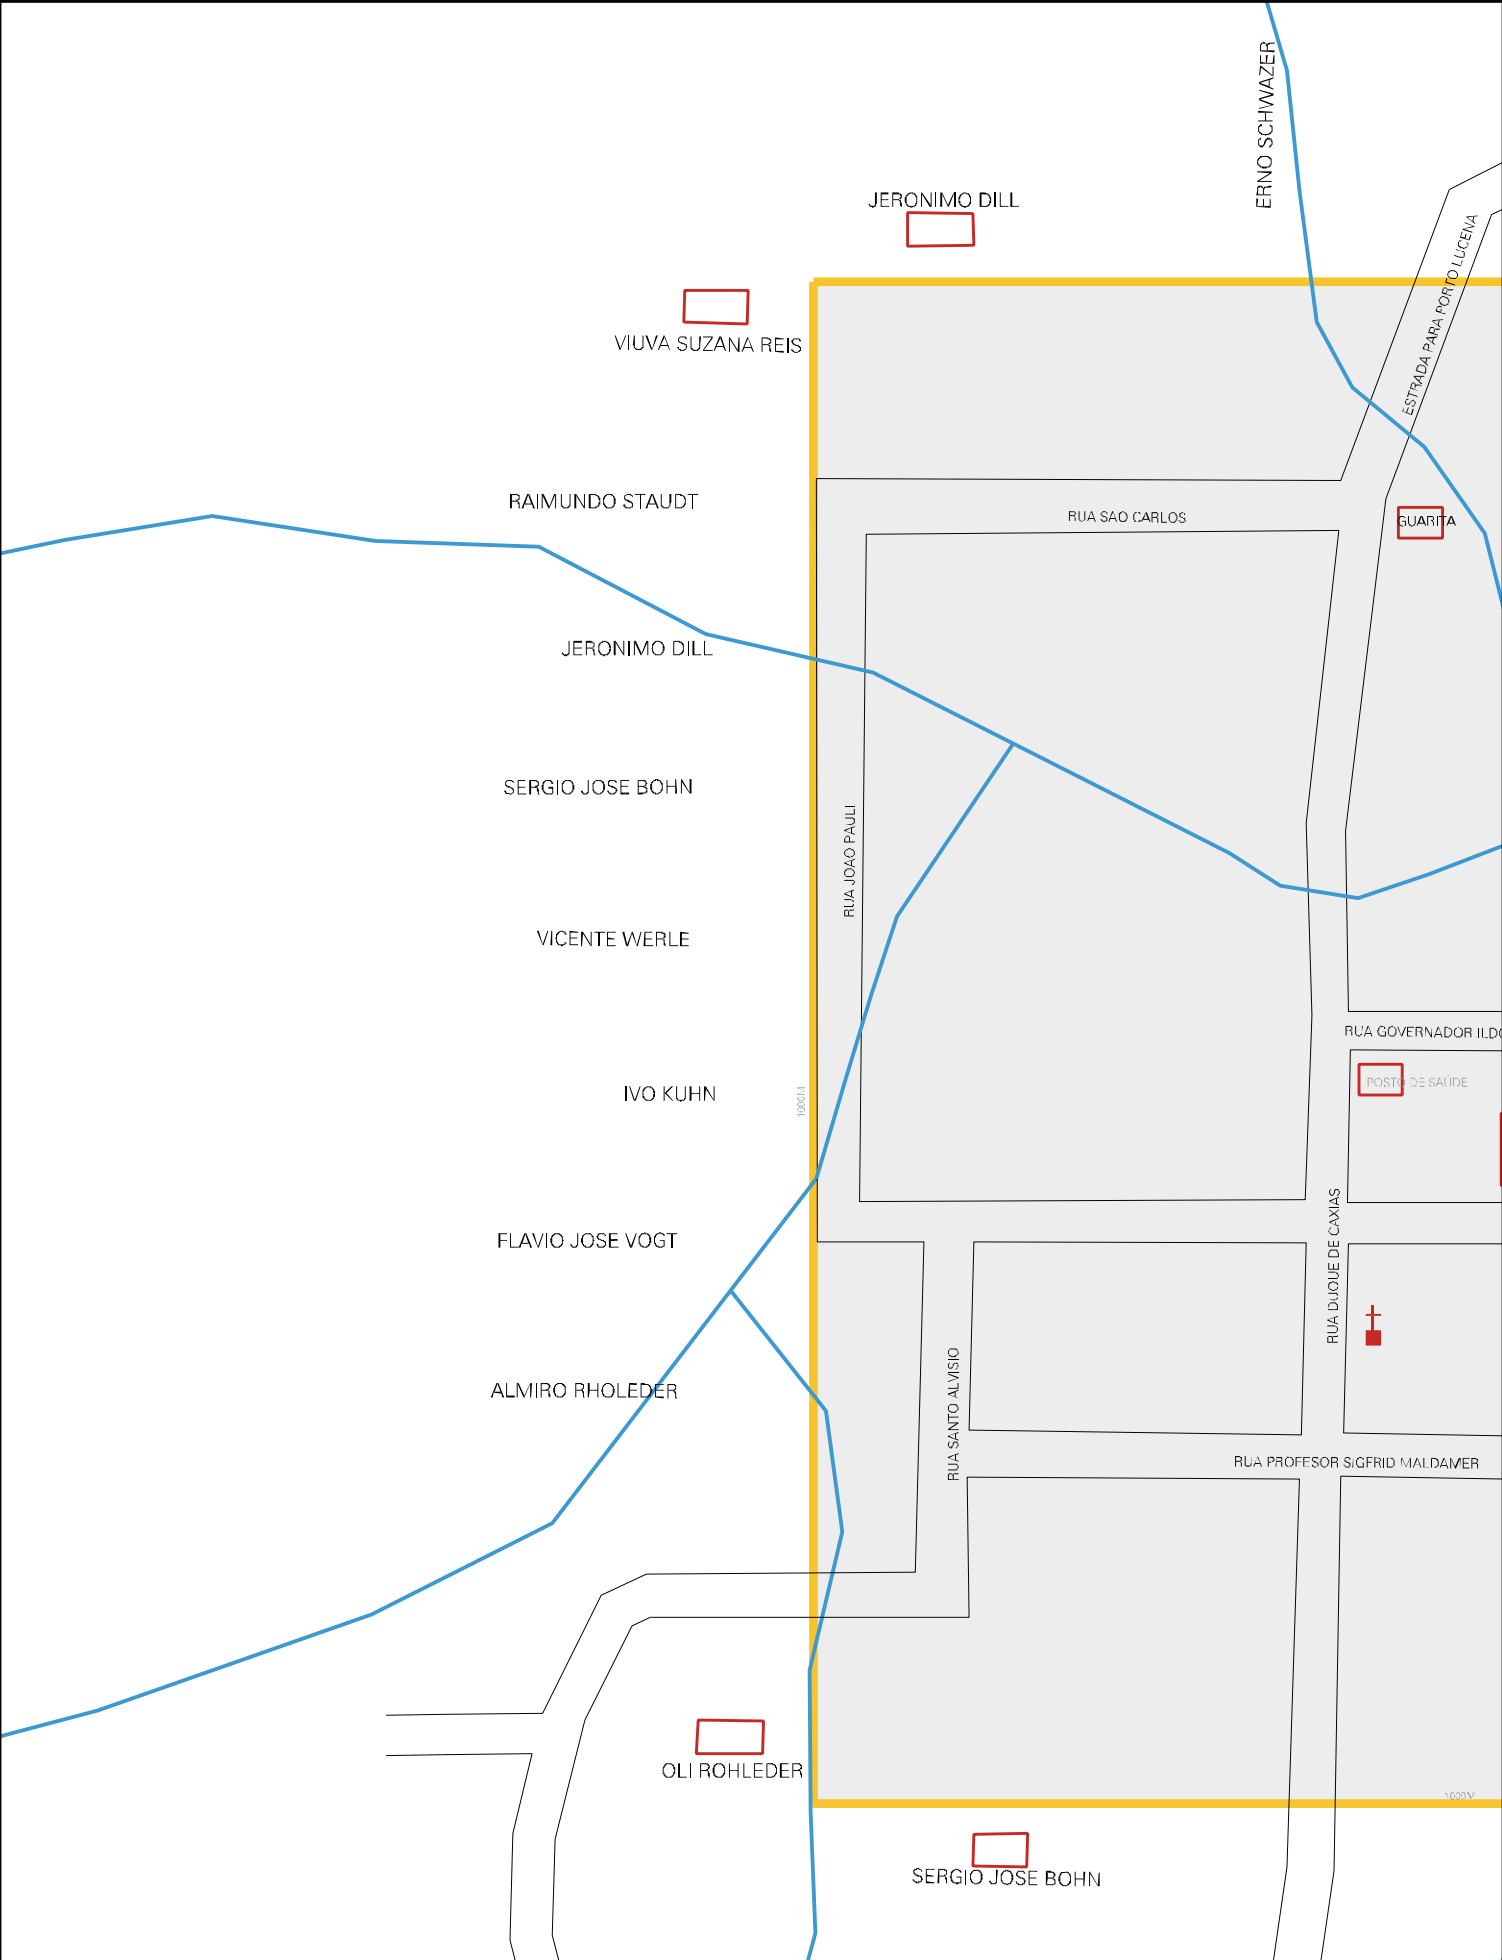 ERNO SCHWAZER
JERONIMO DILL
ESTRADA PARA PORTO LUCENA
VIUVA SUZANA REIS
RAIMUNDO STAUDT
RUA SAO CARLOS
GUARITA
JERONIMO DILL
SERGIO JOSE BOHN
RUA JOAO PAULI
VICENTE WERLE
RUA GOVERNADOR ILDO
POSTO DE SAÚDE
IVO KUHN
1000M
FLAVIO JOSE VOGT
RUA DUQUE DE CAXIAS
ALMIRO RHOLEDER
RUA SANTO ALVISIO
RUA PROFESOR SIGFRID MALDAMER
OLI ROHLEDER
1000M
SERGIO JOSE BOHN